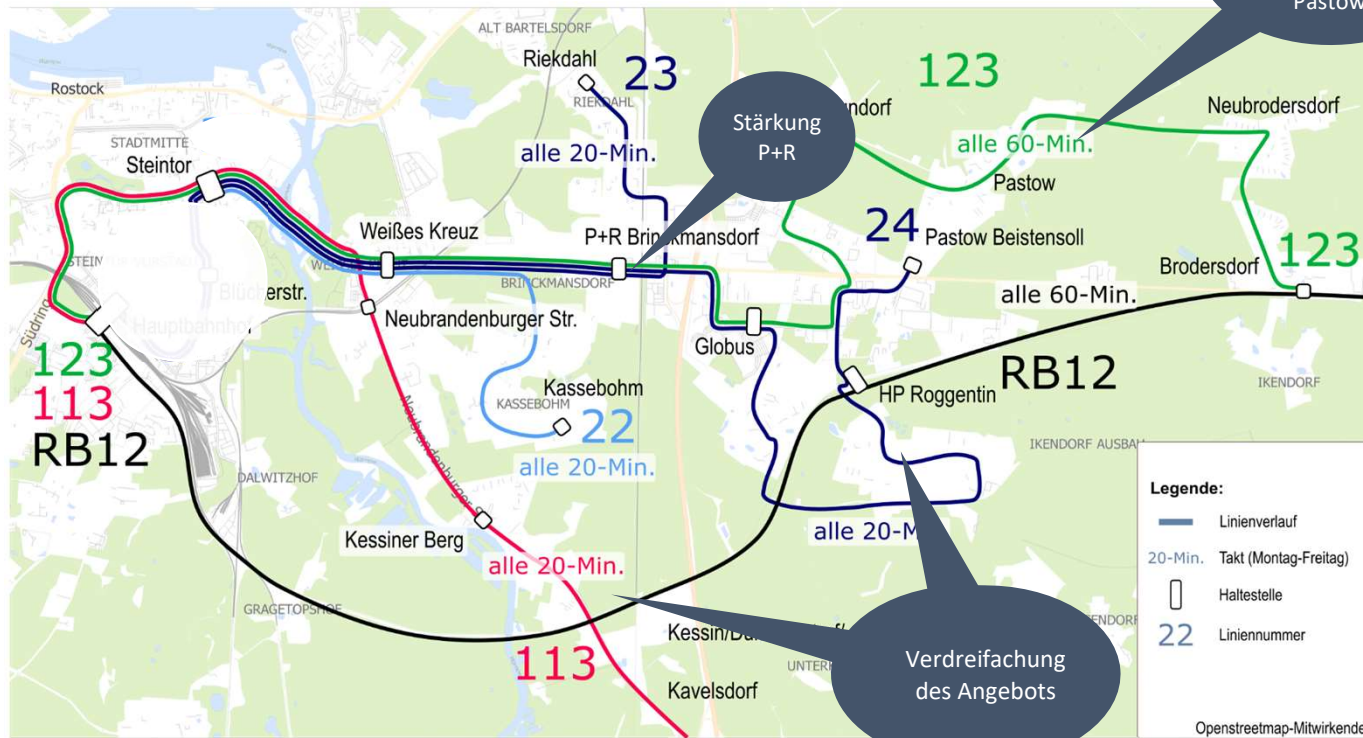 Pastow
ALT BARTELSDORF
Riekdahl
23
123
Rostock
RIEKDAHL
Neubrodersdorf
Stärkung
P+R
STADTMITTE
alle 20-Min.
alle 60-Min.
Steintor
Pastow
24
Weißes Kreuz
P+R Brinckmansdorf
Pastow Beistensoll
123
Brodersdorf
BRINCKMANSDORF
alle 60-Min.
Südring
Hauptbahnhof
Neubrandenburger Str.
Globus
RB12
123
113
RB12
Kassebohm
KASSEBOHM
22
alle 20-Min.
HP Roggentin
IKENDORF
Neubrandenburger
IKENDORF AUSBAU
DALWITZHOF
Kessiner Berg
alle 20-Min.
Legende:
Linienverlauf
20-Min. Takt (Montag-Freitag)
Haltestelle
22 Liniennummer
GRAGETOPSHOF
113
Kavelsdorf
Verdreifachung
des Angebots
Openstreetmap-Mitwirkende